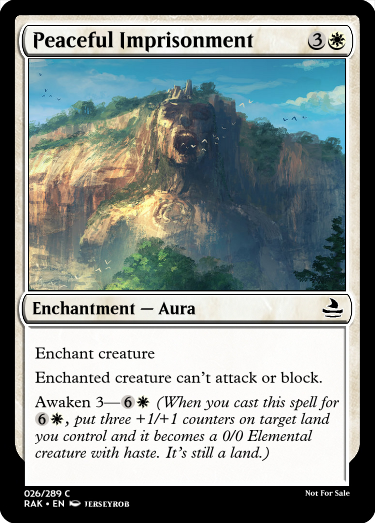 Peaceful Imprisonment 3
Enchantment — Aura
Enchant creature
Enchanted creature can't attack or block.
Awaken 3—6 (When you cast this spell for
6, put three +1/+1 counters on target land
you control and it becomes a 0/0 Elemental
creature with haste. It's still a land.)
026/289 C Not For Sale
RAK • EN JERSEYROB